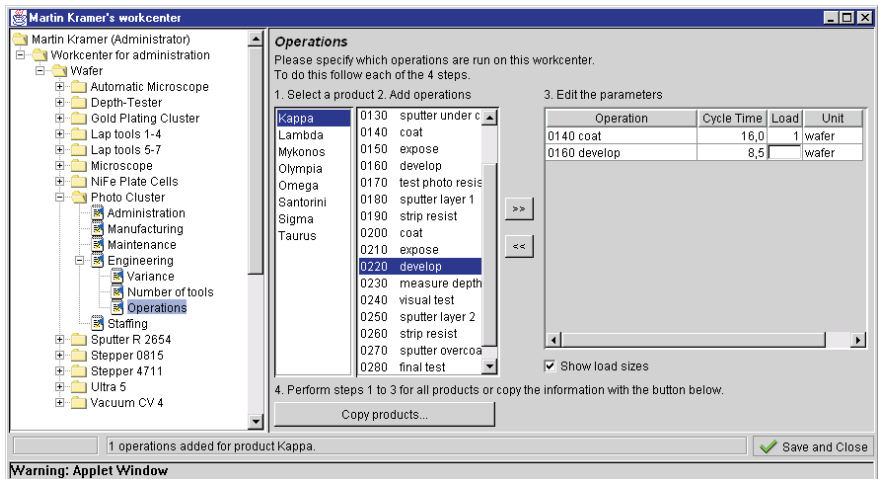 Martin Kramer's workcenter
Martin Kramer (Administrator)
Workcenter for administration
Wafer
Automatic Microscope
Depth-Tester
Gold Plating Cluster
Lap tools 1-4
Lap tools 5-7
Microscope
NiFe Plate Cells
Photo Cluster
Administration
Manufacturing
Maintenance
Engineering
Variance
Number of tools
Operations
Staffing
Sputter R 2654
Stepper 0815
Stepper 4711
Ultra 5
Vacuum CV 4
Operations
Please specify which operations are run on this workcenter.
To do this follow each of the 4 steps.
1. Select a product
Kappa
Lambda
Mykonos
Olympia
Omega
Santorini
Sigma
Taurus
2. Add operations
0130 sputter under c
0140 coat
0150 expose
0160 develop
0170 test photo resis
0180 sputter layer 1
0190 strip resist
0200 coat
0210 expose
0220 develop
0230 measure depth
0240 visual test
0250 sputter layer 2
0260 strip resist
0270 sputter overcoa
0280 final test
>>
<<
3. Edit the parameters
Operation Cycle Time Load Unit
0140 coat 16,0 1 wafer
0160 develop 8,5 wafer
Show load sizes
4. Perform steps 1 to 3 for all products or copy the information with the button below.
Copy products...
1 operations added for product Kappa.
Save and Close
Warning: Applet Window